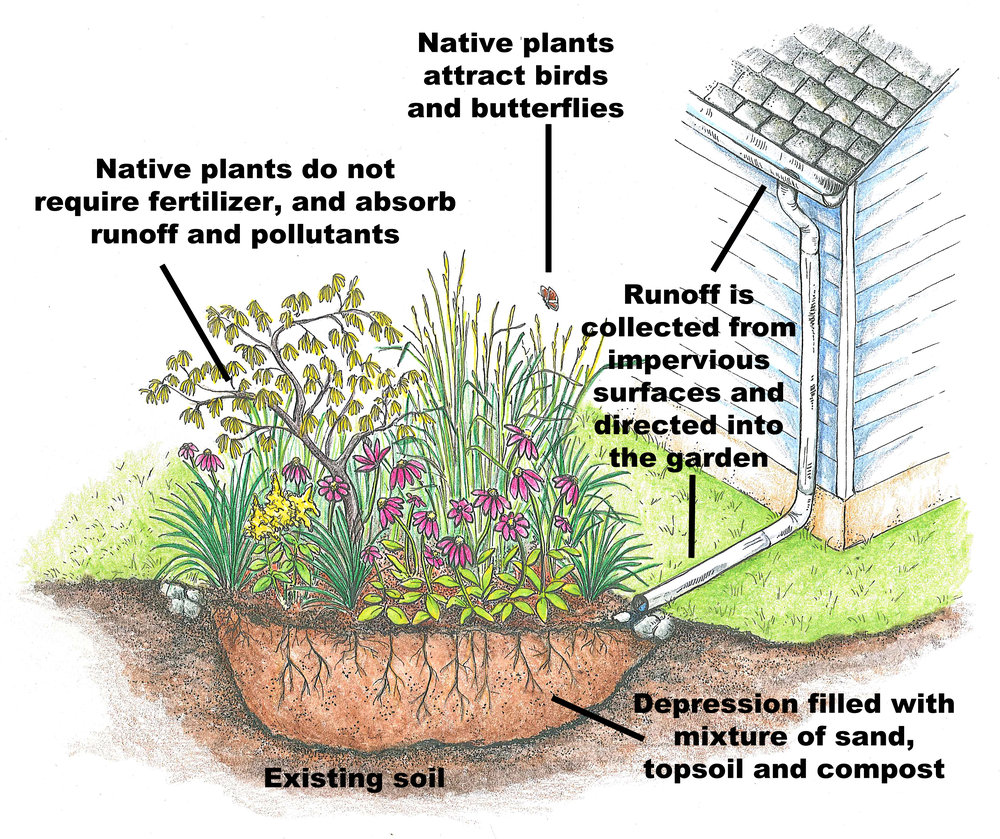 Native plants
attract birds
and butterflies
Native plants do not
require fertilizer, and absorb
runoff and pollutants
Runoff is
collected from
impervious
surfaces and
directed into
the garden
Depression filled with
mixture of sand,
topsoil and compost
Existing soil